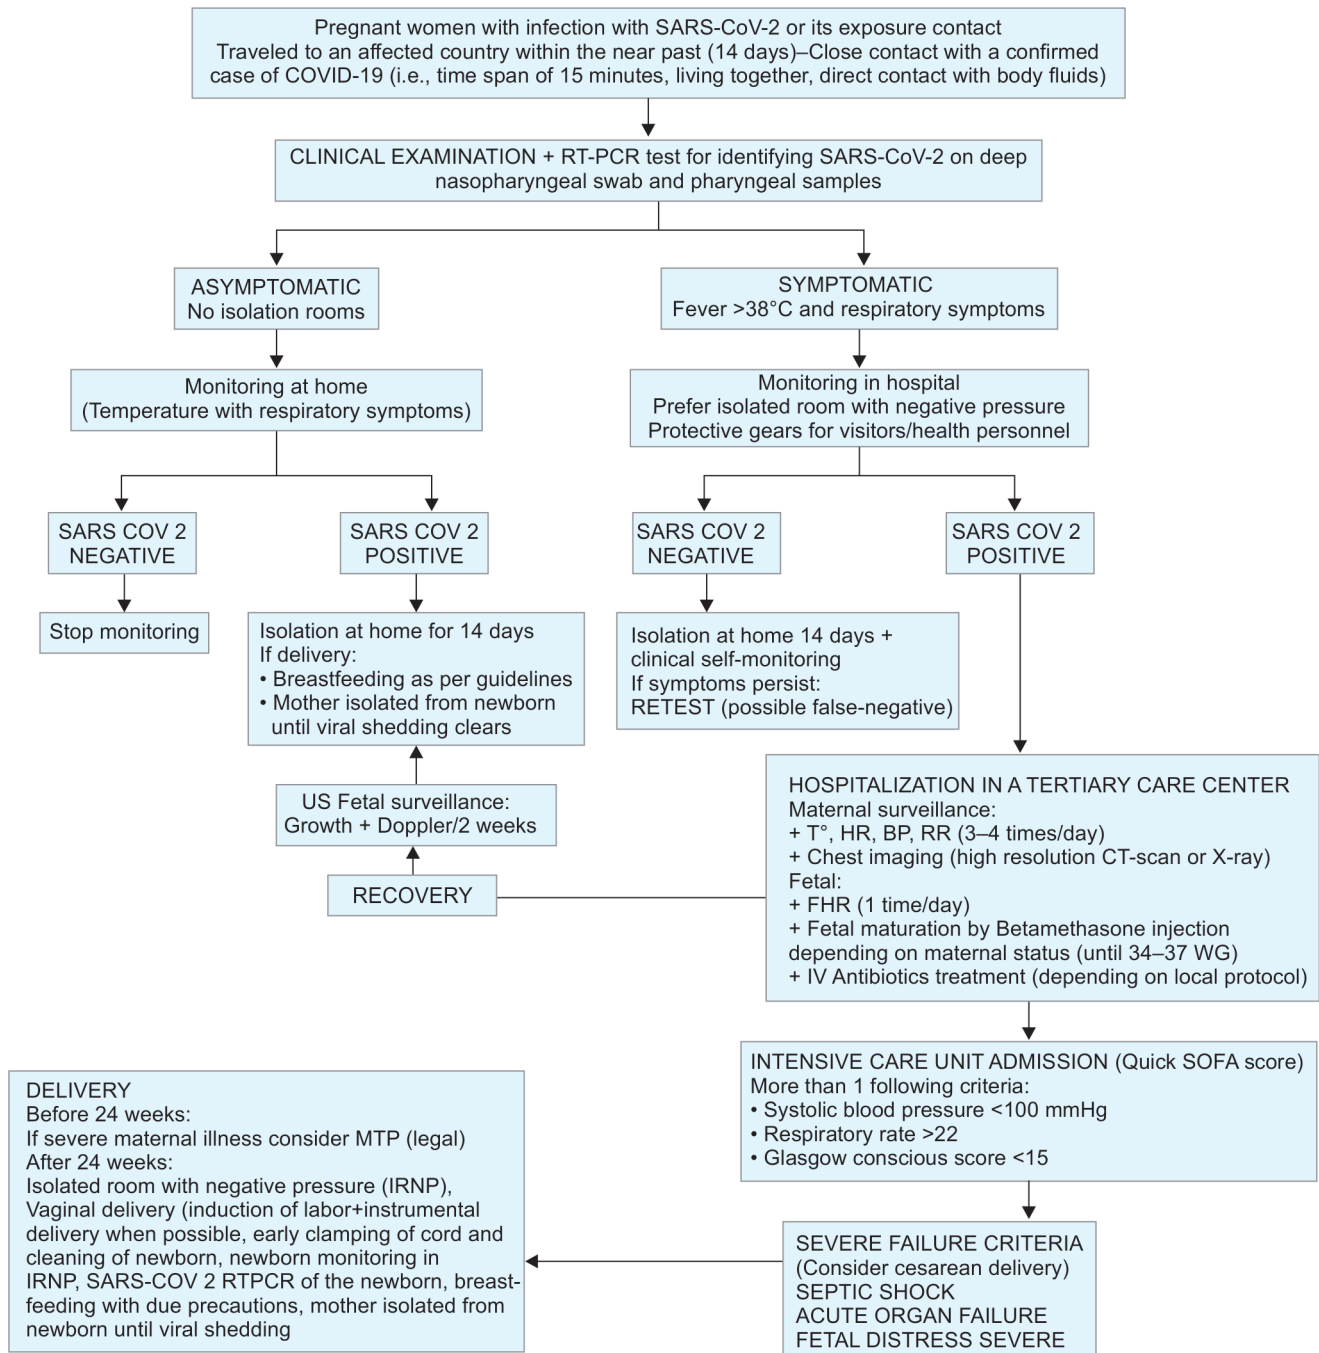 Pregnant women with infection with SARS-CoV-2 or its exposure contact
Traveled to an affected country within the near past (14 days)–Close contact with a confirmed
case of COVID-19 (i.e., time span of 15 minutes, living together, direct contact with body fluids)
CLINICAL EXAMINATION + RT-PCR test for identifying SARS-CoV-2 on deep
nasopharyngeal swab and pharyngeal samples
ASYMPTOMATIC
No isolation rooms
SYMPTOMATIC
Fever >38°C and respiratory symptoms
Monitoring at home
(Temperature with respiratory symptoms)
Monitoring in hospital
Prefer isolated room with negative pressure
Protective gears for visitors/health personnel
SARS COV 2
NEGATIVE
SARS COV 2
POSITIVE
SARS COV 2
NEGATIVE
SARS COV 2
POSITIVE
Stop monitoring
Isolation at home for 14 days
If delivery:
• Breastfeeding as per guidelines
• Mother isolated from newborn
until viral shedding clears
Isolation at home 14 days +
clinical self-monitoring
If symptoms persist:
RETEST (possible false-negative)
US Fetal surveillance:
Growth + Doppler/2 weeks
RECOVERY
HOSPITALIZATION IN A TERTIARY CARE CENTER
Maternal surveillance:
+ T°, HR, BP, RR (3–4 times/day)
+ Chest imaging (high resolution CT-scan or X-ray)
Fetal:
+ FHR (1 time/day)
+ Fetal maturation by Betamethasone injection
depending on maternal status (until 34–37 WG)
+ IV Antibiotics treatment (depending on local protocol)
INTENSIVE CARE UNIT ADMISSION (Quick SOFA score)
More than 1 following criteria:
• Systolic blood pressure <100 mmHg
• Respiratory rate >22
• Glasgow conscious score <15
DELIVERY
Before 24 weeks:
If severe maternal illness consider MTP (legal)
After 24 weeks:
Isolated room with negative pressure (IRNP),
Vaginal delivery (induction of labor+instrumental
delivery when possible, early clamping of cord and
cleaning of newborn, newborn monitoring in
IRNP, SARS-COV 2 RTPCR of the newborn, breast-
feeding with due precautions, mother isolated from
newborn until viral shedding
SEVERE FAILURE CRITERIA
(Consider cesarean delivery)
SEPTIC SHOCK
ACUTE ORGAN FAILURE
FETAL DISTRESS SEVERE